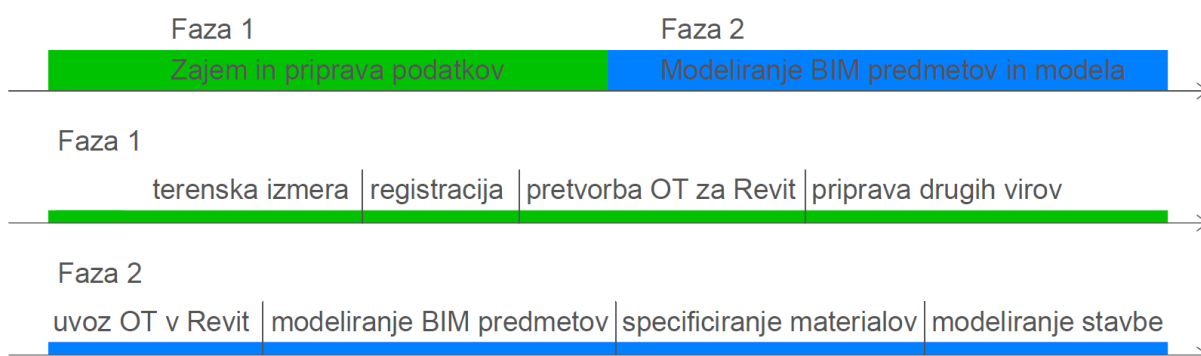 Faza 1 Faza 2
Zajem in priprava podatkov Modeliranje BIM predmetov in modela
Faza 1
terenska izmera registracija pretvorba OT za Revit priprava drugih virov
Faza 2
uvoz OT v Revit modeliranje BIM predmetov specificiranje materialov modeliranje stavbe